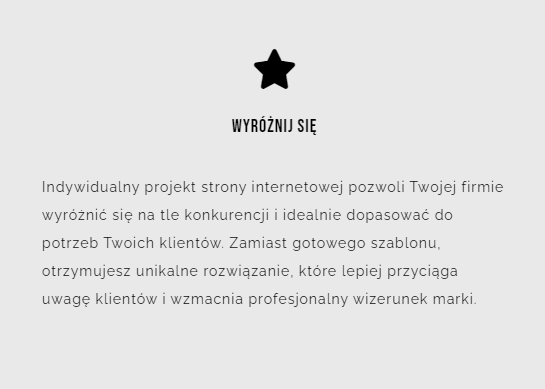 WYRÓŻNIJ SIĘ
Indywidualny projekt strony internetowej pozwoli Twojej firmie
wyróżnić się na tle konkurencji i idealnie dopasować do
potrzeb Twoich klientów. Zamiast gotowego szablonu,
otrzymujesz unikalne rozwiązanie, które lepiej przyciąga
uwagę klientów i wzmacnia profesjonalny wizerunek marki.